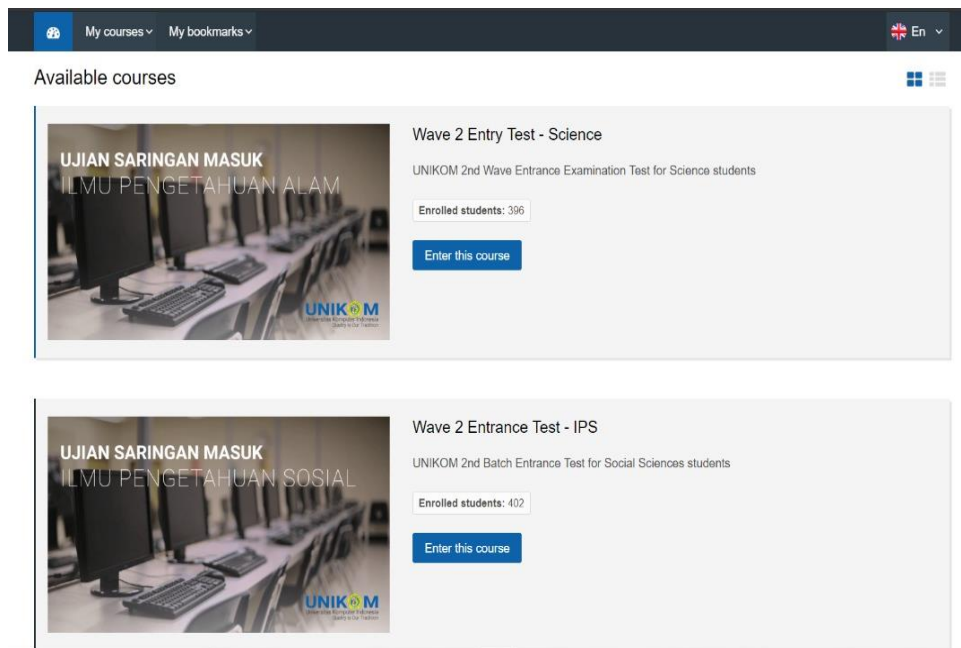 My courses My bookmarks En
Available courses
UJIAN SARINGAN MASUK
ILMU PENGETAHUAN ALAM
UNIKOM
Wave 2 Entry Test - Science
UNIKOM 2nd Wave Entrance Examination Test for Science students
Enrolled students: 396
Enter this course
UJIAN SARINGAN MASUK
ILMU PENGETAHUAN SOSIAL
UNIKOM
Wave 2 Entrance Test - IPS
UNIKOM 2nd Batch Entrance Test for Social Sciences students
Enrolled students: 402
Enter this course